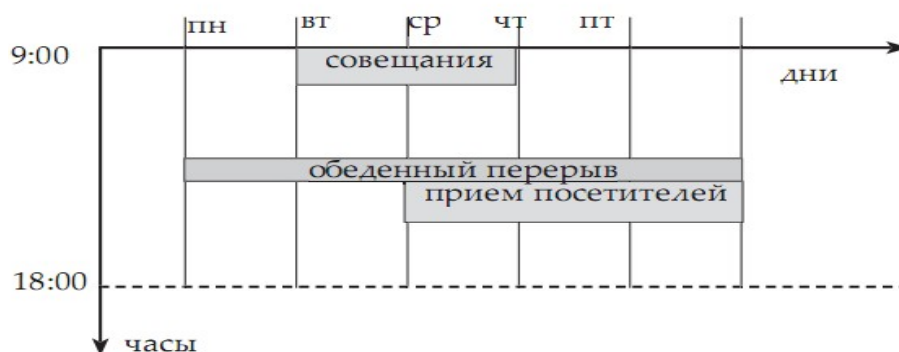 пн вт ср чт пт
9:00
совещания
дни
обеденный перерыв
прием посетителей
18:00
часы